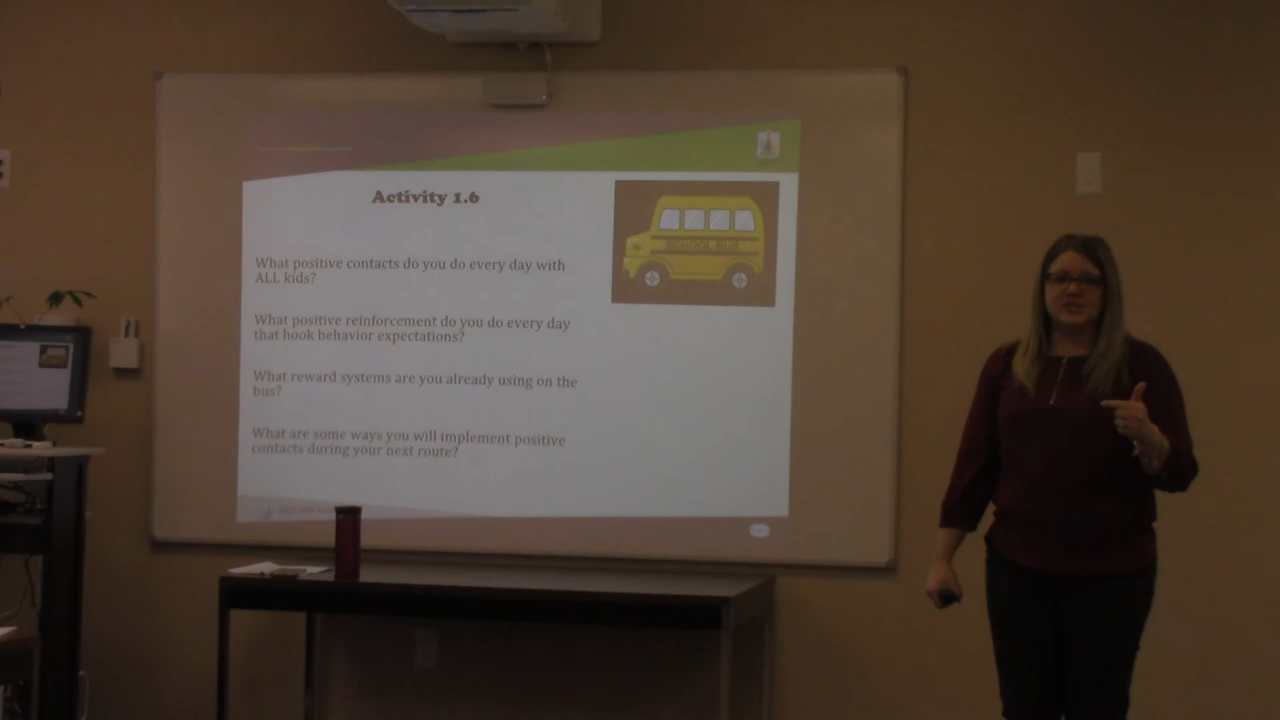 Activity 1.6
SCHOOL BUS
What positive contacts do you do every day with
ALL kids?
What positive reinforcement do you do every day
that hook behavior expectations?
What reward systems are you already using on the
bus?
What are some ways you will implement positive
contacts during your next route?